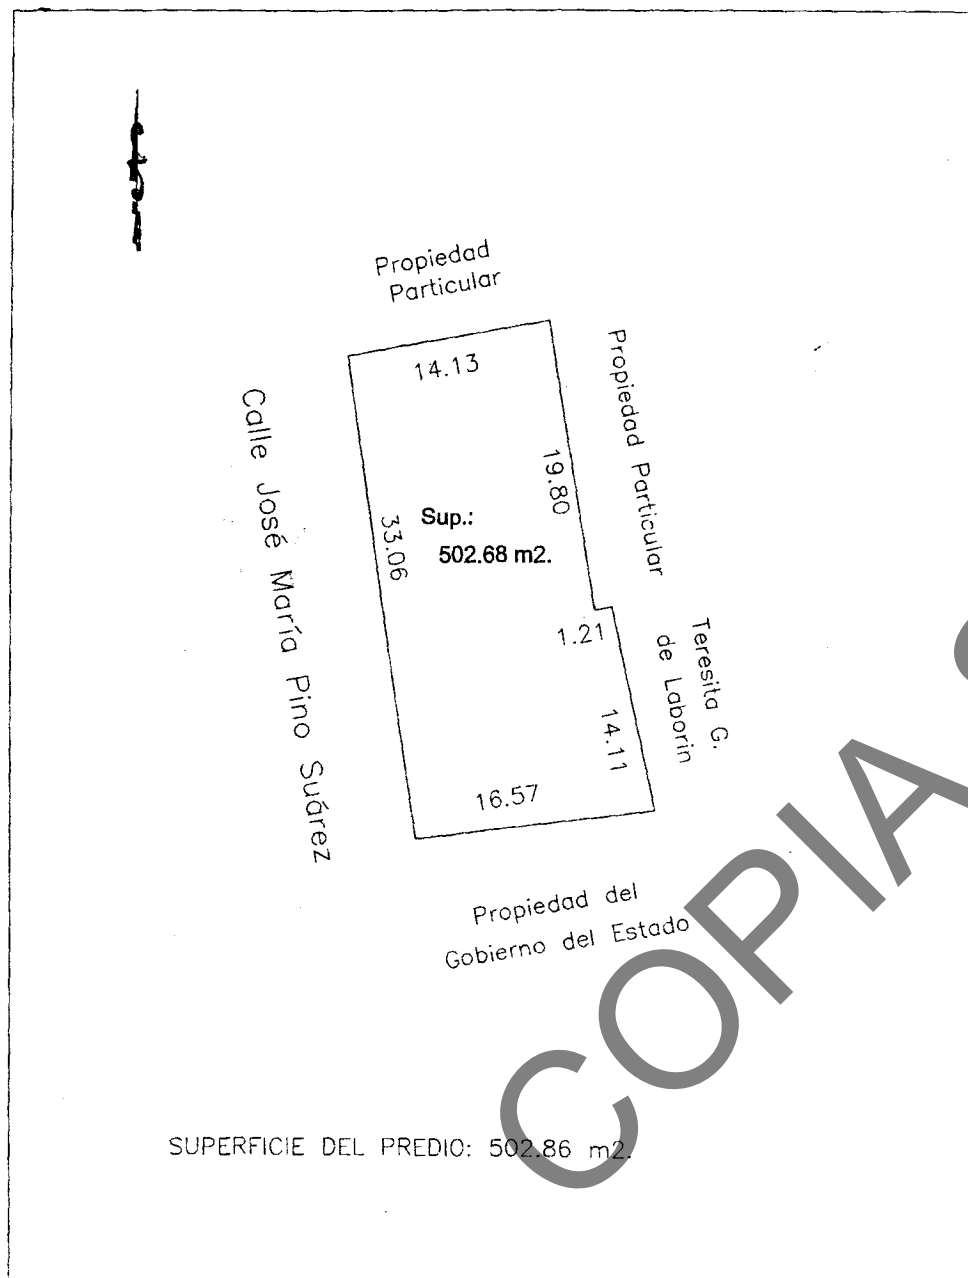 Propiedad
Particular
14.13
Propiedad Particular
Calle José María Pino Suárez
19.80
33.06
Sup.:
502.68 m2.
1.21
Teresita G.
de Laborin
14.11
16.57
Propiedad del
Gobierno del Estado
COPIA
SUPERFICIE DEL PREDIO: 502.86 m2.